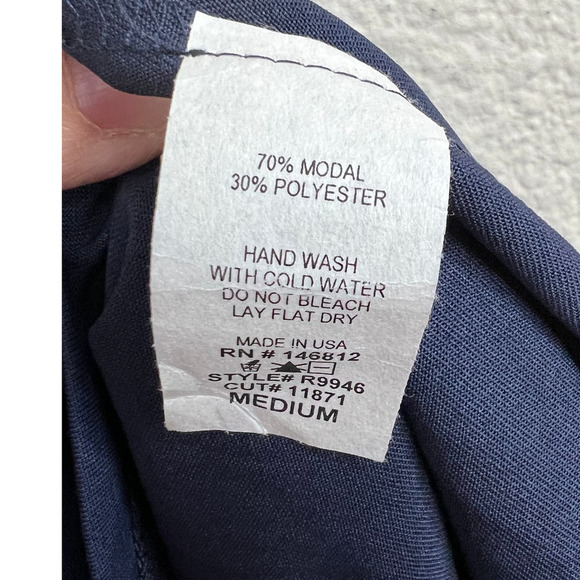 70% MODAL
30% POLYESTER
HAND WASH
WITH COLD WATER
DO NOT BLEACH
LAY FLAT DRY
MADE IN USA
RN # 146812
STYLE# R9946
CUT# 11871
MEDIUM